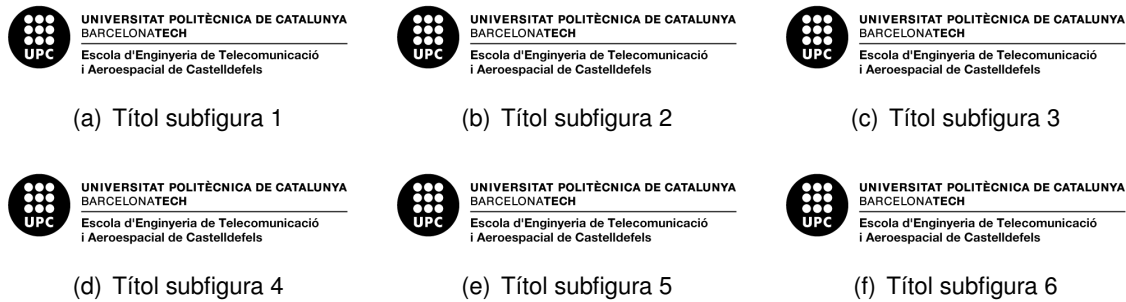 UNIVERSITAT POLITÈCNICA DE CATALUNYA
BARCELONATECH
Escola d'Enginyeria de Telecomunicació
i Aeroespacial de Castelldefels
UPC
(a) Títol subfigura 1
UNIVERSITAT POLITÈCNICA DE CATALUNYA
BARCELONATECH
Escola d'Enginyeria de Telecomunicació
i Aeroespacial de Castelldefels
UPC
(b) Títol subfigura 2
UNIVERSITAT POLITÈCNICA DE CATALUNYA
BARCELONATECH
Escola d'Enginyeria de Telecomunicació
i Aeroespacial de Castelldefels
UPC
(c) Títol subfigura 3
UNIVERSITAT POLITÈCNICA DE CATALUNYA
BARCELONATECH
Escola d'Enginyeria de Telecomunicació
i Aeroespacial de Castelldefels
UPC
(d) Títol subfigura 4
UNIVERSITAT POLITÈCNICA DE CATALUNYA
BARCELONATECH
Escola d'Enginyeria de Telecomunicació
i Aeroespacial de Castelldefels
UPC
(e) Títol subfigura 5
UNIVERSITAT POLITÈCNICA DE CATALUNYA
BARCELONATECH
Escola d'Enginyeria de Telecomunicació
i Aeroespacial de Castelldefels
UPC
(f) Títol subfigura 6